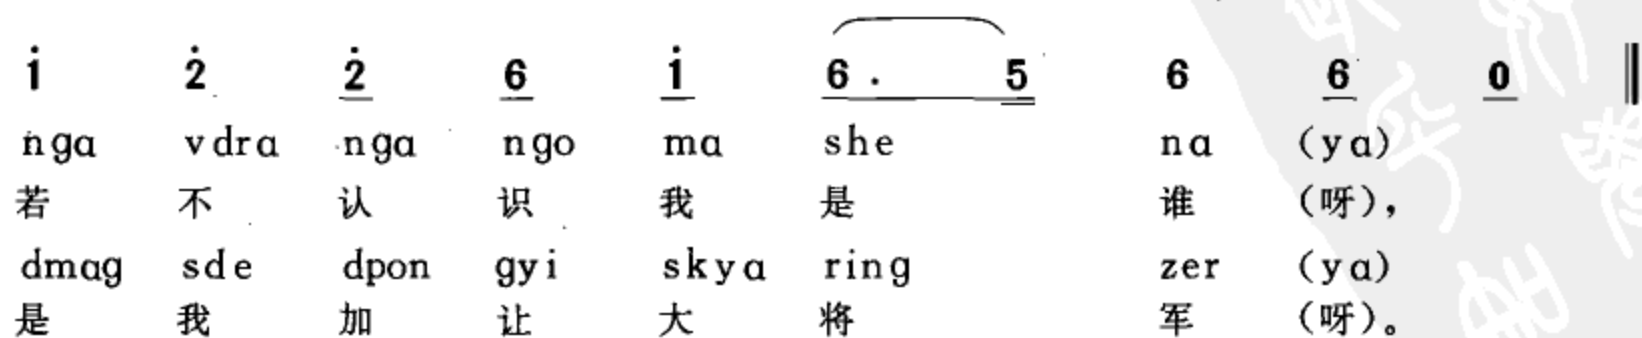 i 2̇ 2̇ 6 i 6 . 5 6 6 0
nga vdra nga ngo ma she na (ya)
若 不 认 识 我 是 谁 (呀),
dmag sde dpon gyi skya ring zer (ya)
是 我 加 让 大 将 军 (呀)。